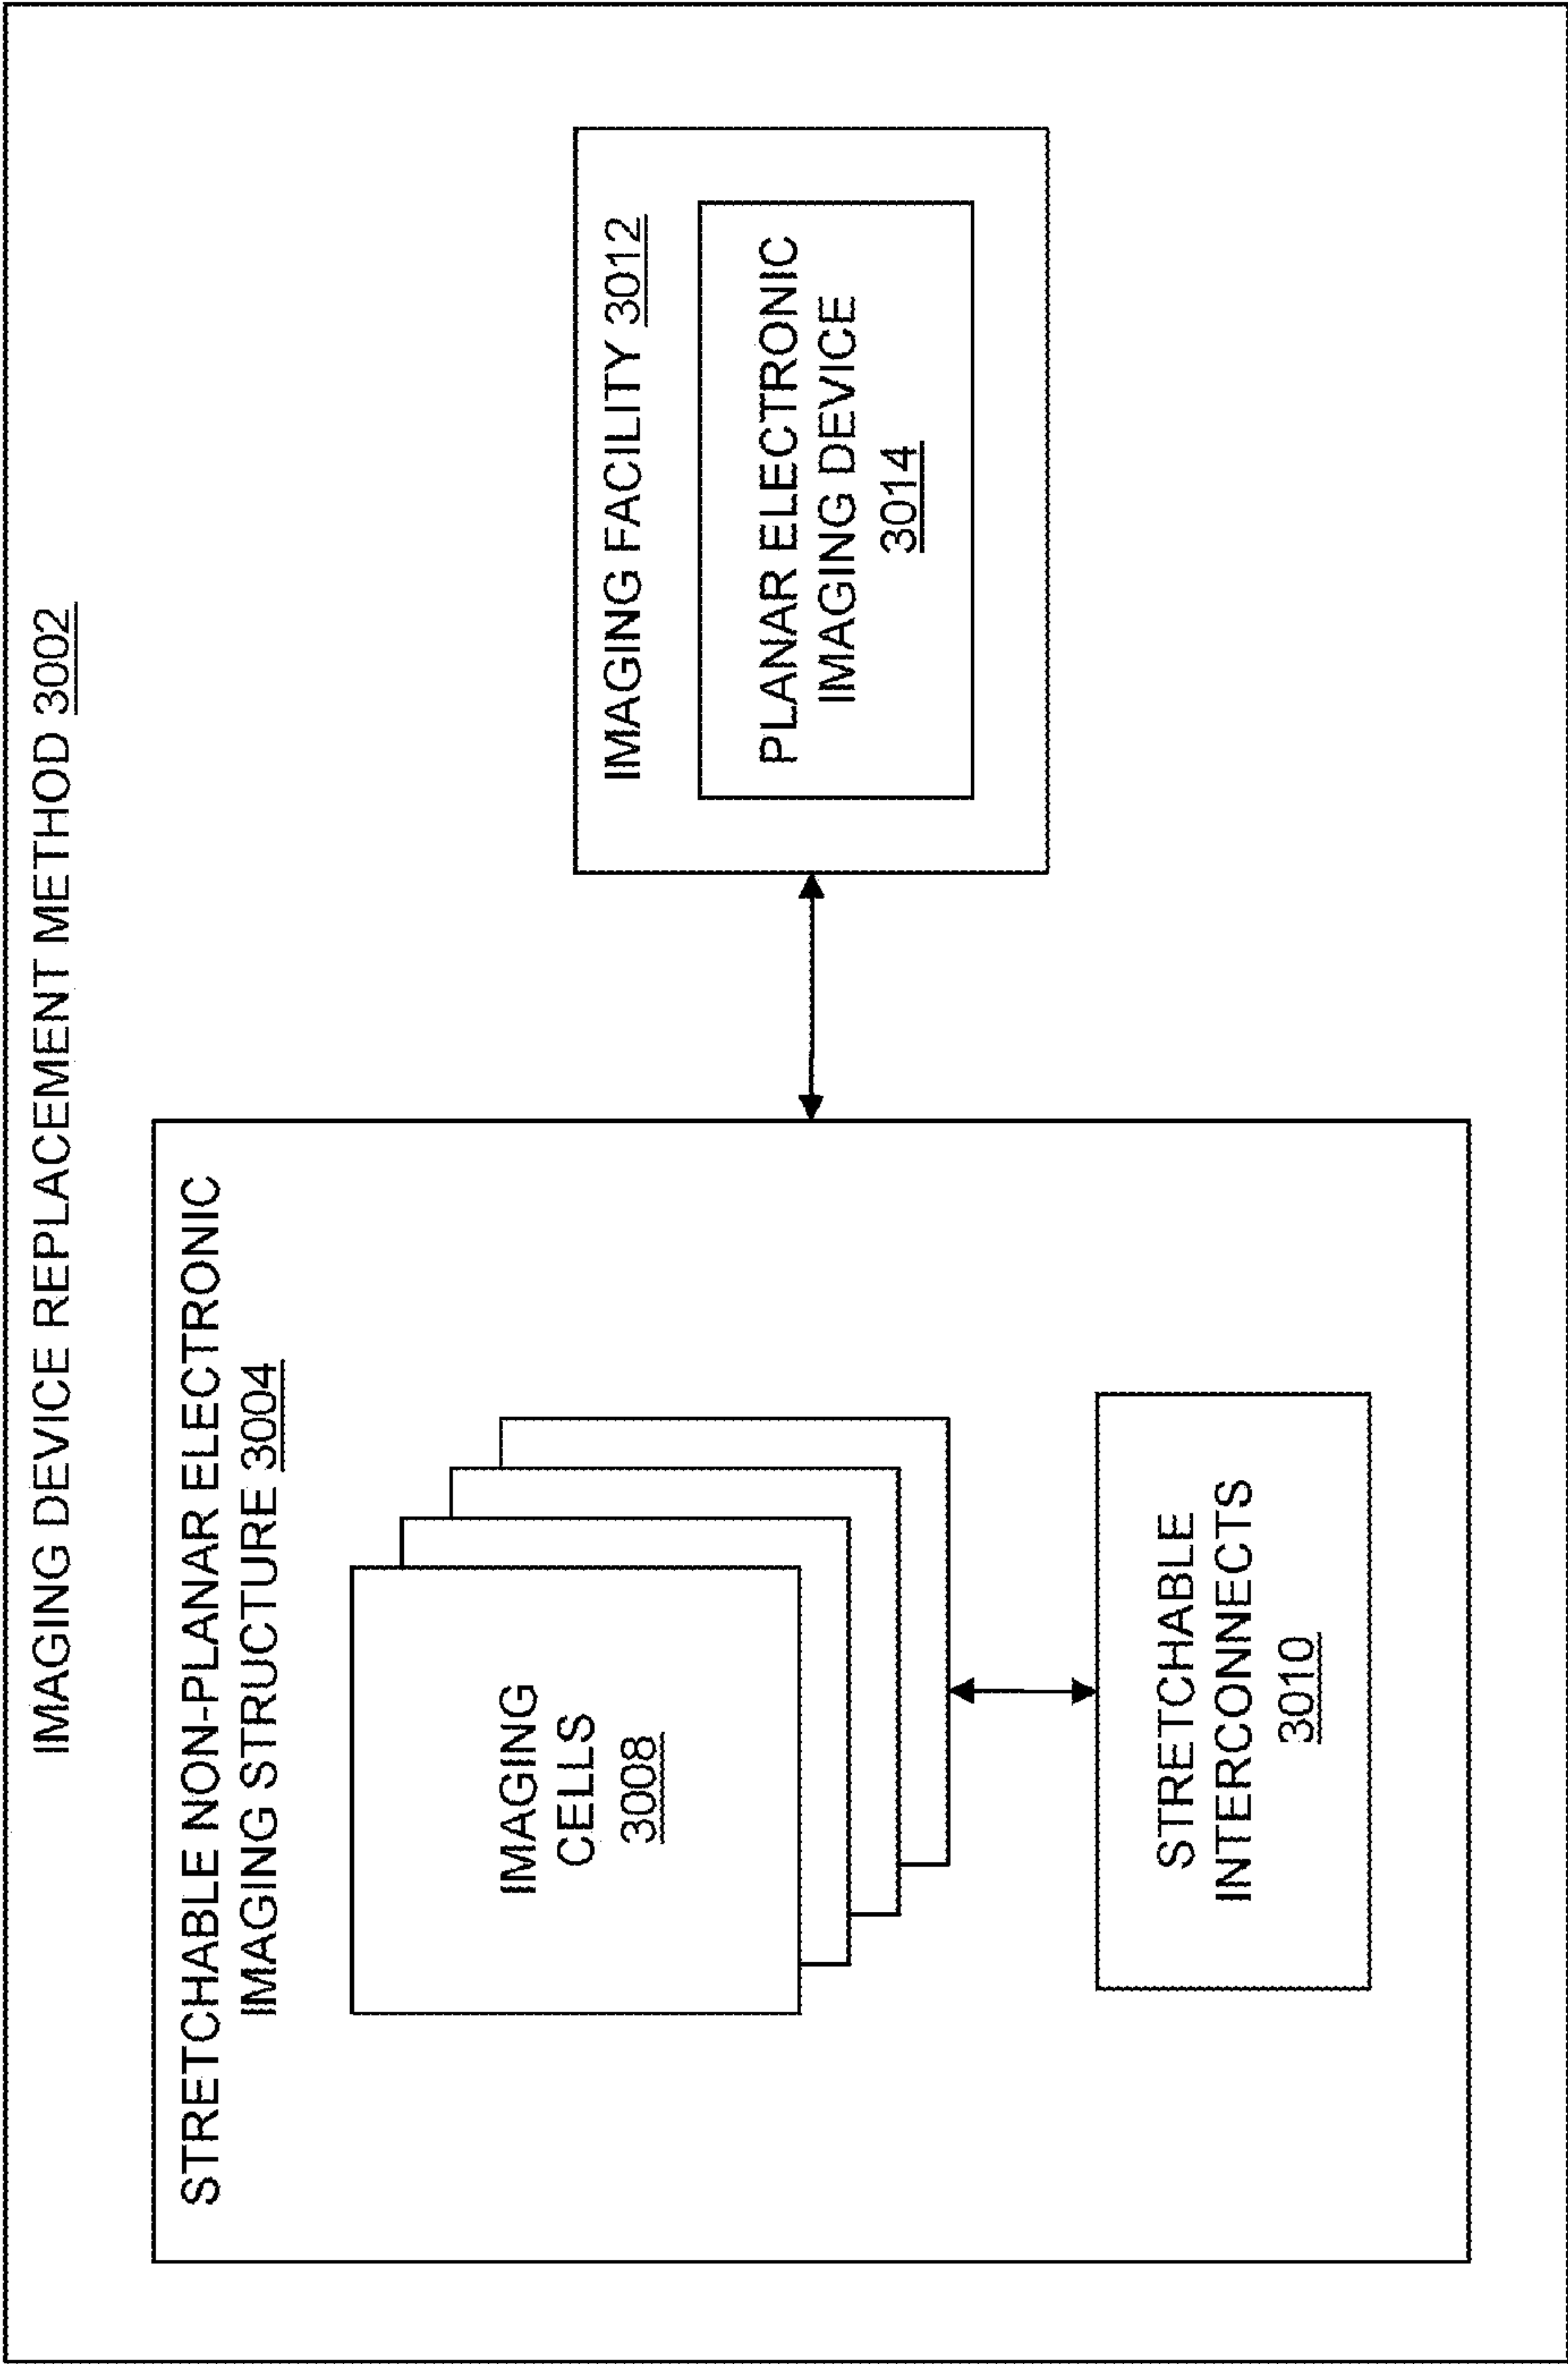 IMAGING DEVICE REPLACEMENT METHOD 3002
STRETCHABLE NON-PLANAR ELECTRONIC
IMAGING STRUCTURE 3004
IMAGING
CELLS
3008
STRETCHABLE
INTERCONNECTS
3010
IMAGING FACILITY 3012
PLANAR ELECTRONIC
IMAGING DEVICE
3014